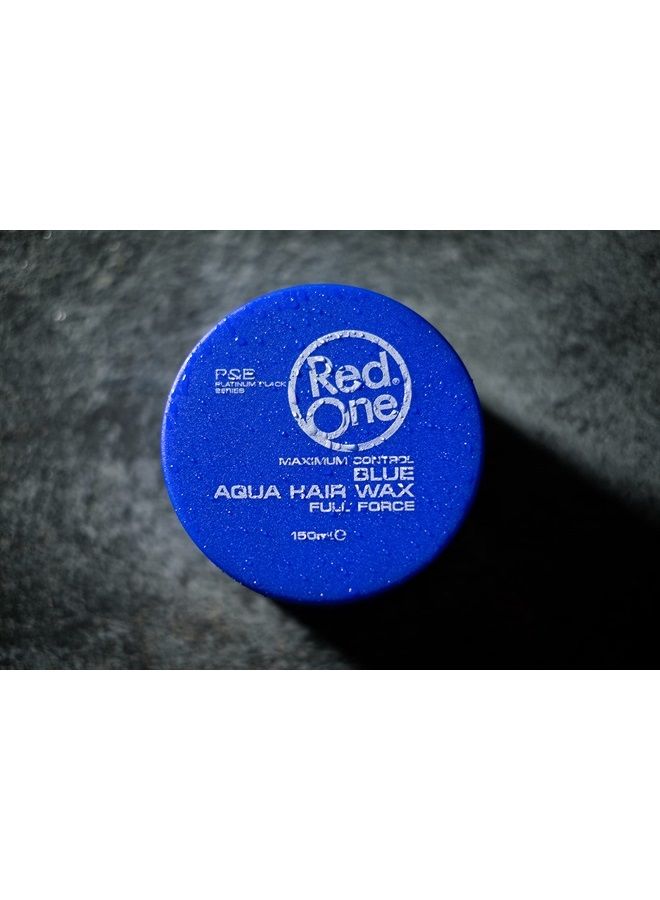 P&B
PLATINUM BLACK
SERIES
Red®
One
MAXIMUM CONTROL
BLUE
AQUA HAIR WAX
FULL FORCE
150ml ℮